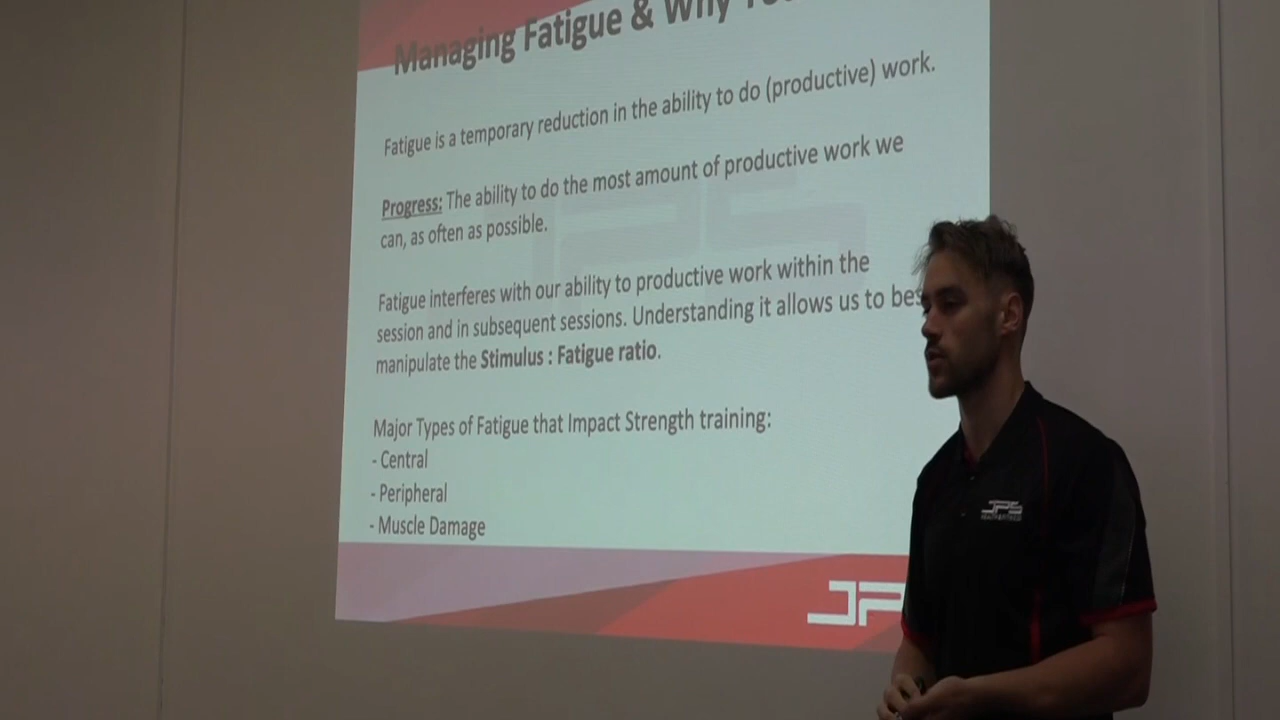 Managing Fatigue & Why
Fatigue is a temporary reduction in the ability to do (productive) work.
Progress: The ability to do the most amount of productive work we
can, as often as possible.
Fatigue interferes with our ability to productive work within the
session and in subsequent sessions. Understanding it allows us to bes
manipulate the Stimulus : Fatigue ratio.
Major Types of Fatigue that Impact Strength training:
- Central
- Peripheral
- Muscle Damage
JP
JPS